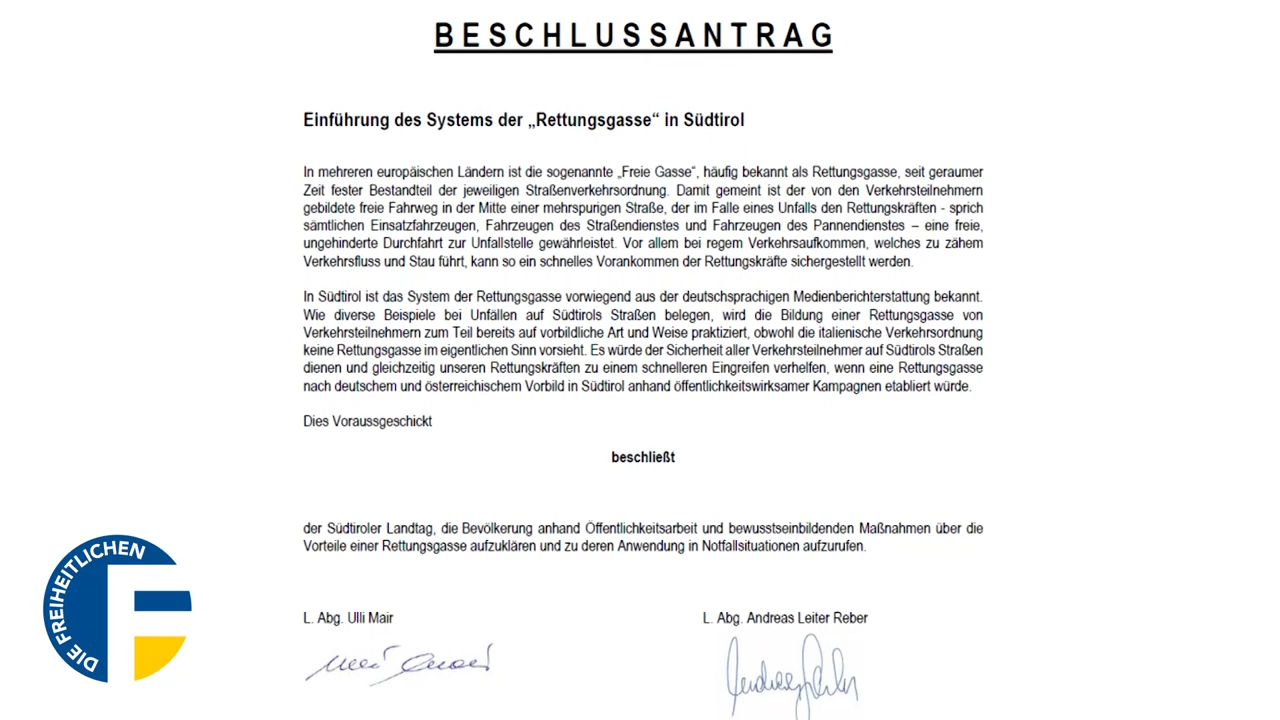 BESCHLUSSANTRAG
Einführung des Systems der „Rettungsgasse“ in Südtirol
In mehreren europäischen Ländern ist die sogenannte „Freie Gasse“, häufig bekannt als Rettungsgasse, seit geraumer
Zeit fester Bestandteil der jeweiligen Straßenverkehrsordnung. Damit gemeint ist der von den Verkehrsteilnehmern
gebildete freie Fahrweg in der Mitte einer mehrspurigen Straße, der im Falle eines Unfalls den Rettungskräften - sprich
sämtlichen Einsatzfahrzeugen, Fahrzeugen des Straßendienstes und Fahrzeugen des Pannendienstes – eine freie,
ungehinderte Durchfahrt zur Unfallstelle gewährleistet. Vor allem bei regem Verkehrsaufkommen, welches zu zähem
Verkehrsfluss und Stau führt, kann so ein schnelles Vorankommen der Rettungskräfte sichergestellt werden.
In Südtirol ist das System der Rettungsgasse vorwiegend aus der deutschsprachigen Medienberichterstattung bekannt.
Wie diverse Beispiele bei Unfällen auf Südtirols Straßen belegen, wird die Bildung einer Rettungsgasse von
Verkehrsteilnehmern zum Teil bereits auf vorbildliche Art und Weise praktiziert, obwohl die italienische Verkehrsordnung
keine Rettungsgasse im eigentlichen Sinn vorsieht. Es würde der Sicherheit aller Verkehrsteilnehmer auf Südtirols Straßen
dienen und gleichzeitig unseren Rettungskräften zu einem schnelleren Eingreifen verhelfen, wenn eine Rettungsgasse
nach deutschem und österreichischem Vorbild in Südtirol anhand öffentlichkeitswirksamer Kampagnen etabliert würde.
Dies Voraussgeschickt
beschließt
der Südtiroler Landtag, die Bevölkerung anhand Öffentlichkeitsarbeit und bewusstseinbildenden Maßnahmen über die
Vorteile einer Rettungsgasse aufzuklären und zu deren Anwendung in Notfallsituationen aufzurufen.
L. Abg. Ulli Mair
L. Abg. Andreas Leiter Reber
DIE FREIHEITLICHEN
F